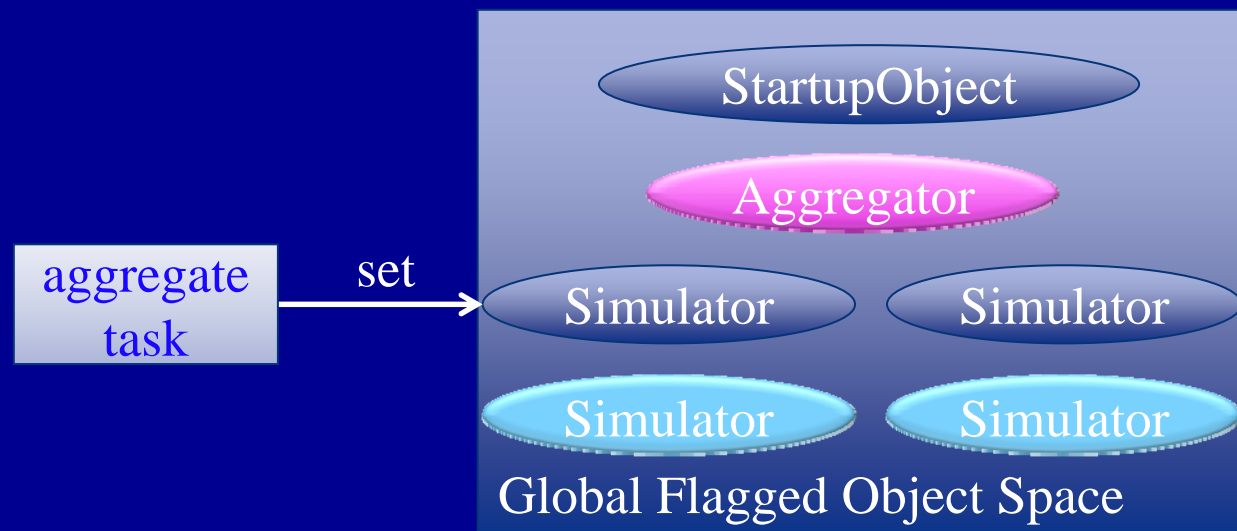 StartupObject
Aggregator
aggregate
task
set
Simulator
Simulator
Simulator
Simulator
Global Flagged Object Space